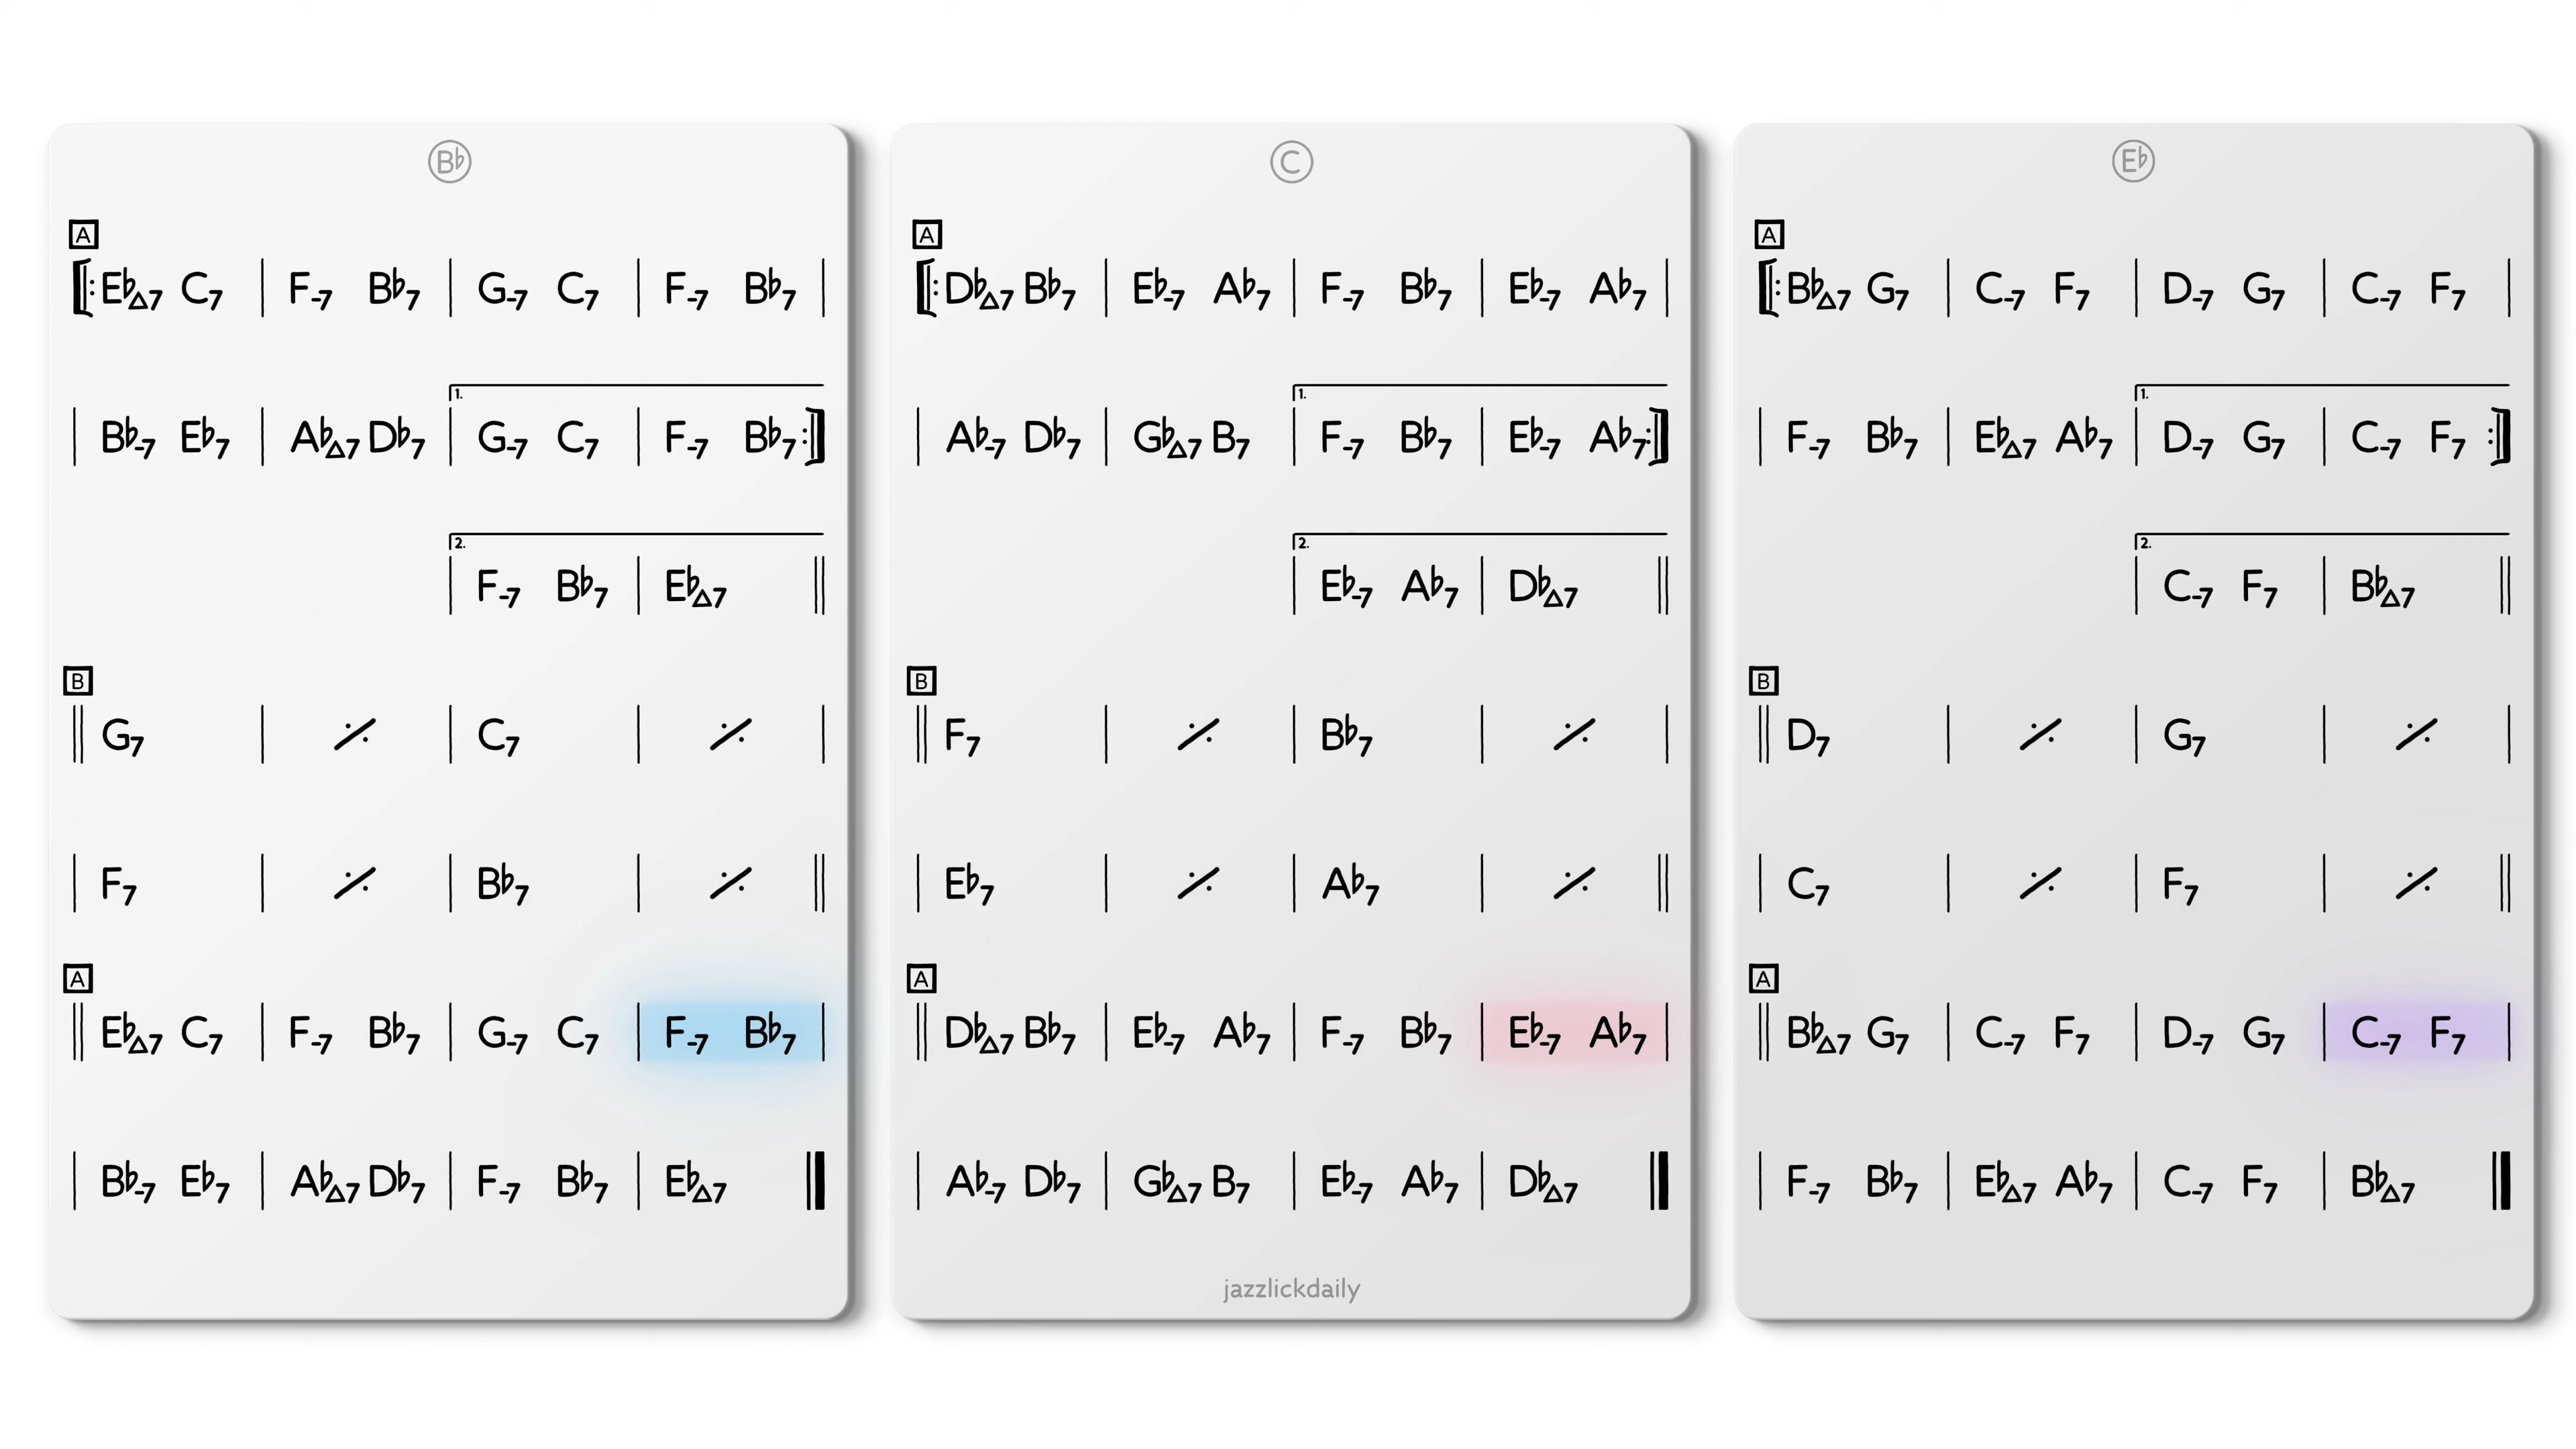 B♭
A
E♭△7 C7 | F-7 B♭7 | G-7 C7 | F-7 B♭7
1.
B♭-7 E♭7 | A♭△7 D♭7 | G-7 C7 | F-7 B♭7
2.
F-7 B♭7 | E♭△7
B
G7 | 𝄎 | C7 | 𝄎
F7 | 𝄎 | B♭7 | 𝄎
A
E♭△7 C7 | F-7 B♭7 | G-7 C7 | F-7 B♭7
B♭-7 E♭7 | A♭△7 D♭7 | F-7 B♭7 | E♭△7
C
A
D♭△7 B♭7 | E♭-7 A♭7 | F-7 B♭7 | E♭-7 A♭7
1.
A♭-7 D♭7 | G♭△7 B7 | F-7 B♭7 | E♭-7 A♭7
2.
E♭-7 A♭7 | D♭△7
B
F7 | 𝄎 | B♭7 | 𝄎
E♭7 | 𝄎 | A♭7 | 𝄎
A
D♭△7 B♭7 | E♭-7 A♭7 | F-7 B♭7 | E♭-7 A♭7
A♭-7 D♭7 | G♭△7 B7 | E♭-7 A♭7 | D♭△7
jazzlickdaily
E♭
A
B♭△7 G7 | C-7 F7 | D-7 G7 | C-7 F7
1.
F-7 B♭7 | E♭△7 A♭7 | D-7 G7 | C-7 F7
2.
C-7 F7 | B♭△7
B
D7 | 𝄎 | G7 | 𝄎
C7 | 𝄎 | F7 | 𝄎
A
B♭△7 G7 | C-7 F7 | D-7 G7 | C-7 F7
F-7 B♭7 | E♭△7 A♭7 | C-7 F7 | B♭△7